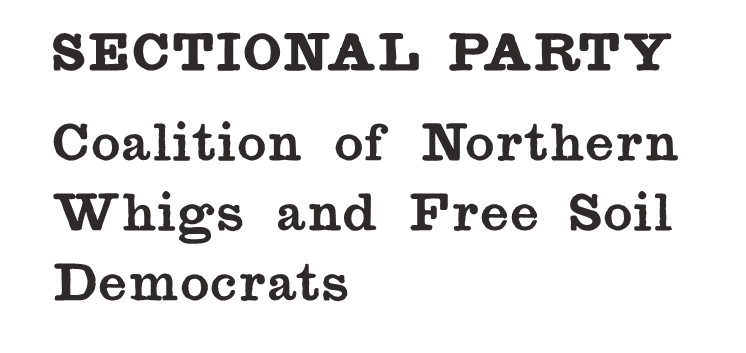 SECTIONAL PARTY
Coalition of Northern
Whigs and Free Soil
Democrats